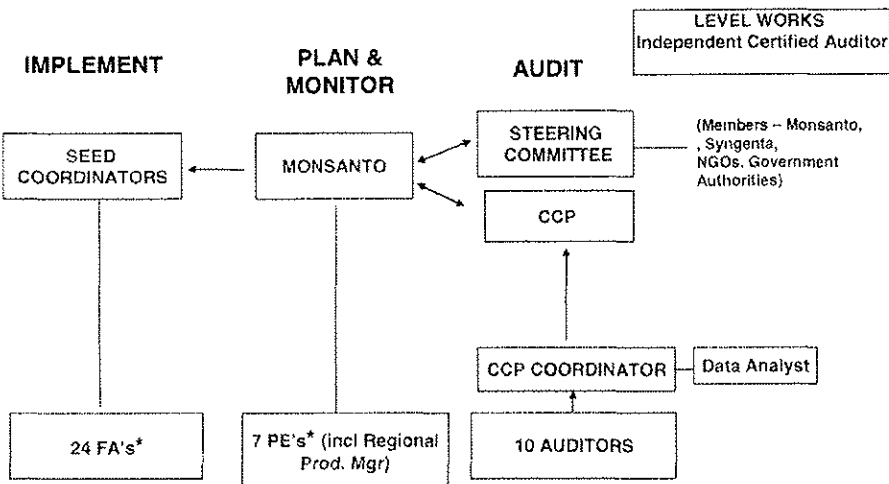 LEVEL WORKS
Independent Certified Auditor
IMPLEMENT
PLAN &
MONITOR
AUDIT
SEED
COORDINATORS
MONSANTO
STEERING
COMMITTEE
(Members – Monsanto,
, Syngenta,
NGOs. Government
Authorities)
CCP
CCP COORDINATOR
Data Analyst
24 FA's*
7 PE's* (incl Regional
Prod. Mgr)
10 AUDITORS